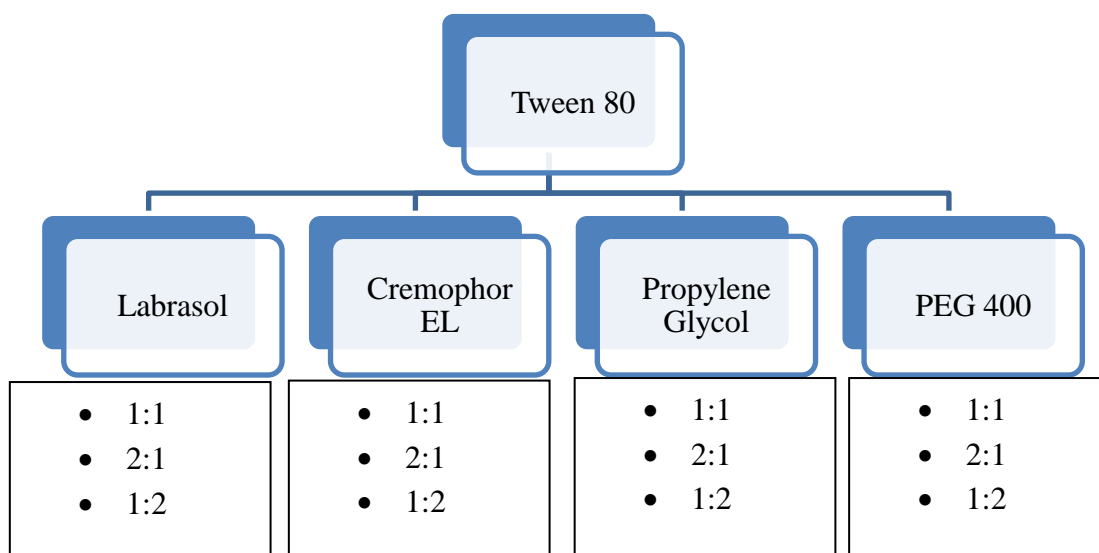 Tween 80
Labrasol
Cremophor
EL
Propylene
Glycol
PEG 400
• 1:1
• 2:1
• 1:2
• 1:1
• 2:1
• 1:2
• 1:1
• 2:1
• 1:2
• 1:1
• 2:1
• 1:2